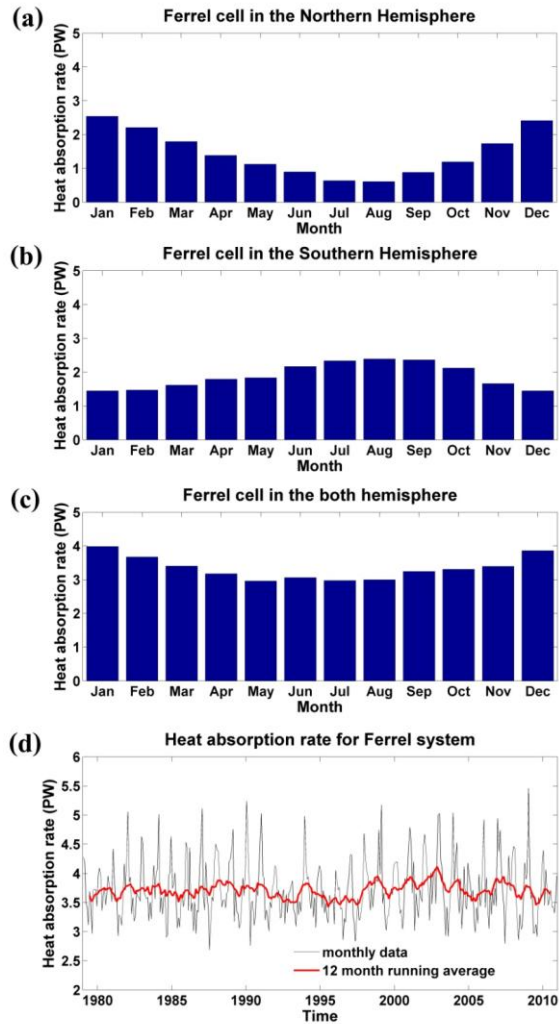 (a)
Ferrel cell in the Northern Hemisphere
Heat absorption rate (PW)
5
4
3
2
1
0
Jan Feb Mar Apr May Jun Jul Aug Sep Oct Nov Dec
Month
(b)
Ferrel cell in the Southern Hemisphere
Heat absorption rate (PW)
5
4
3
2
1
0
Jan Feb Mar Apr May Jun Jul Aug Sep Oct Nov Dec
Month
(c)
Ferrel cell in the both hemisphere
Heat absorption rate (PW)
5
4
3
2
1
0
Jan Feb Mar Apr May Jun Jul Aug Sep Oct Nov Dec
Month
(d)
Heat absorption rate for Ferrel system
Heat absorption rate (PW)
6
5.5
5
4.5
4
3.5
3
2.5
2
monthly data
12 month running average
1980 1985 1990 1995 2000 2005 2010
Time